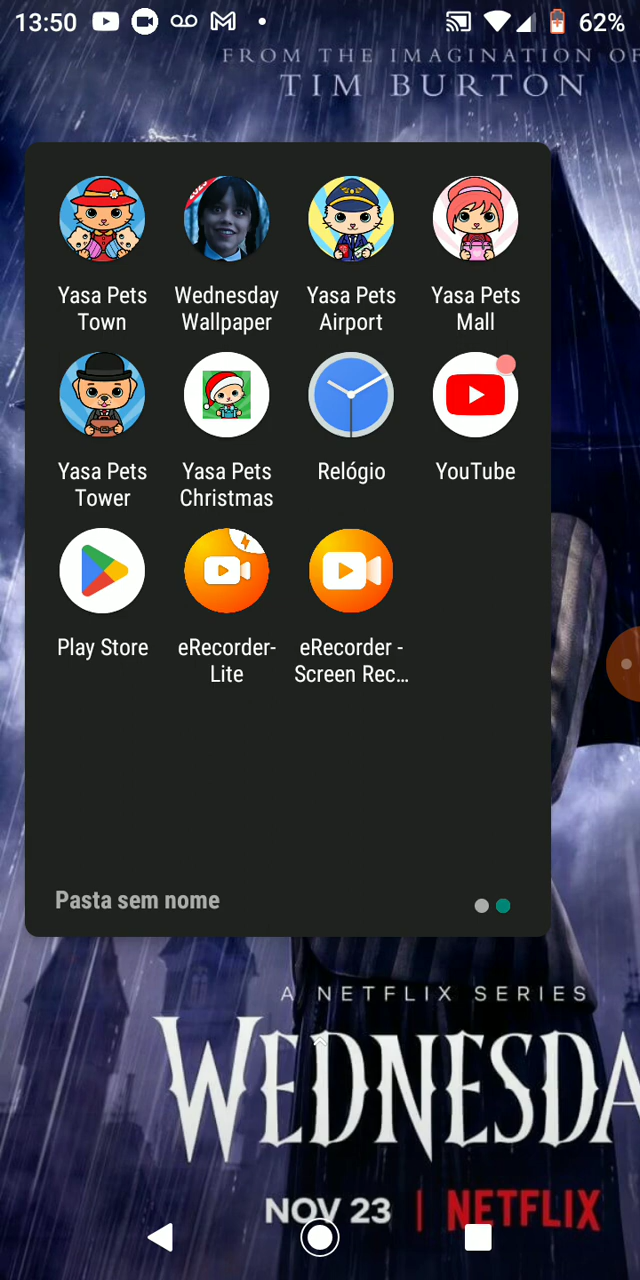 13:50
62%
FROM THE IMAGINATION OF
TIM BURTON
2023
Yasa Pets
Town
Wednesday
Wallpaper
Yasa Pets
Airport
Yasa Pets
Mall
Yasa Pets
Tower
Yasa Pets
Christmas
Relógio
YouTube
Play Store
eRecorder-
Lite
eRecorder -
Screen Rec...
Pasta sem nome
A NETFLIX SERIES
WEDNESDA
NOV 23 | NETFLIX